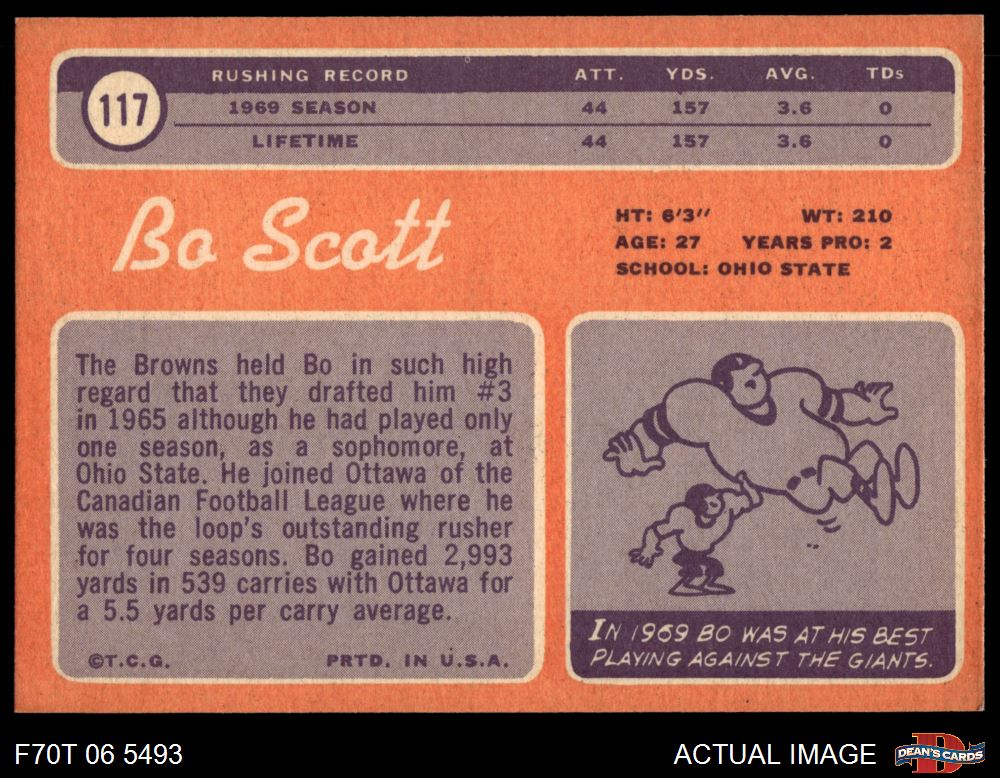 117
RUSHING RECORD ATT. YDS. AVG. TDs
1969 SEASON 44 157 3.6 0
LIFETIME 44 157 3.6 0
Bo Scott
HT: 6'3" WT: 210
AGE: 27 YEARS PRO: 2
SCHOOL: OHIO STATE
The Browns held Bo in such high
regard that they drafted him #3
in 1965 although he had played only
one season, as a sophomore, at
Ohio State. He joined Ottawa of the
Canadian Football League where he
was the loop's outstanding rusher
for four seasons. Bo gained 2,993
yards in 539 carries with Ottawa for
a 5.5 yards per carry average.
©T.C.G. PRTD. IN U.S.A.
IN 1969 BO WAS AT HIS BEST
PLAYING AGAINST THE GIANTS.
F70T 06 5493
ACTUAL IMAGE
D
DEAN'S CARDS